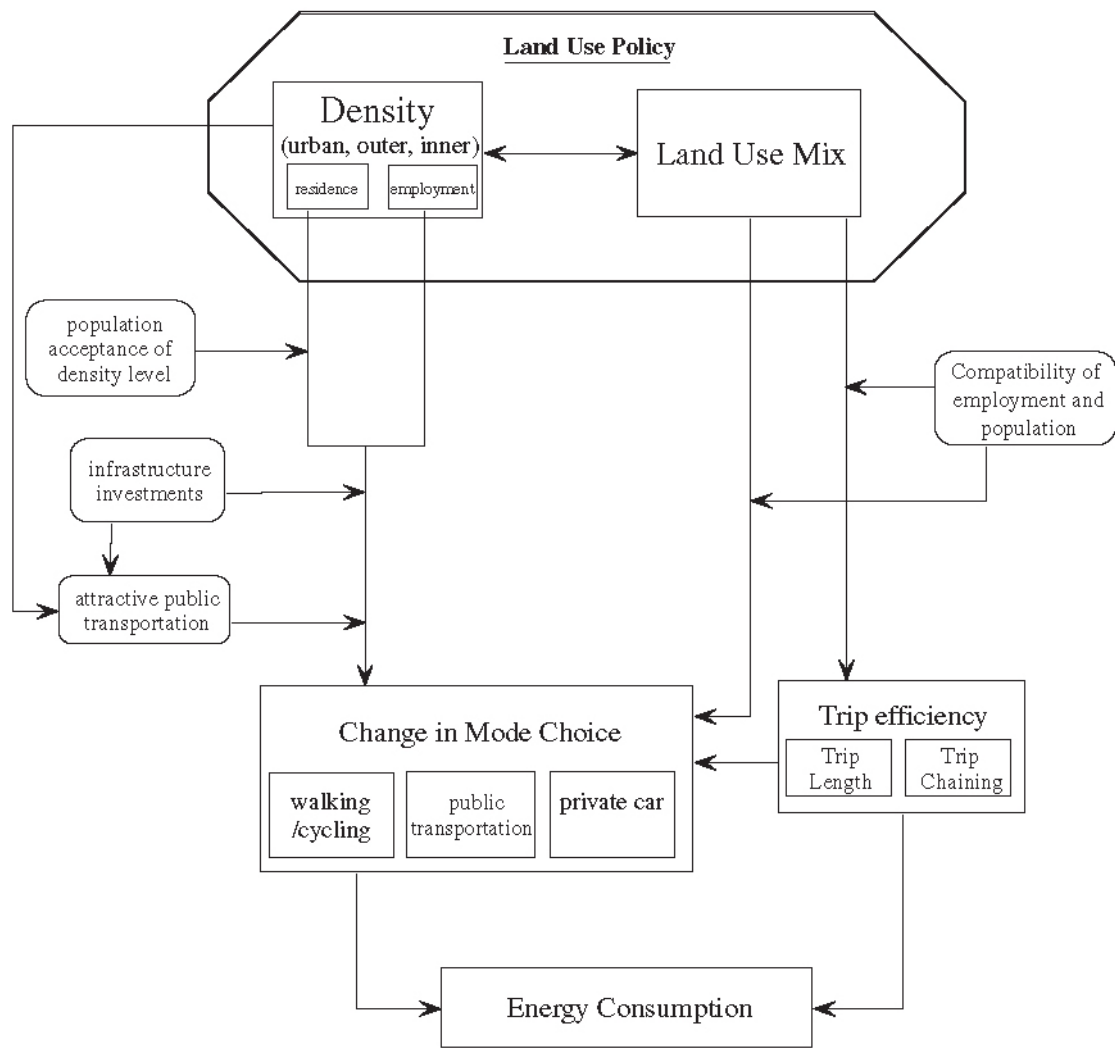 Land Use Policy
Density
(urban, outer, inner)
residence
employment
Land Use Mix
population
acceptance of
density level
Compatibility of
employment and
population
infrastructure
investments
attractive public
transportation
Change in Mode Choice
walking
/cycling
public
transportation
private car
Trip efficiency
Trip
Length
Trip
Chaining
Energy Consumption